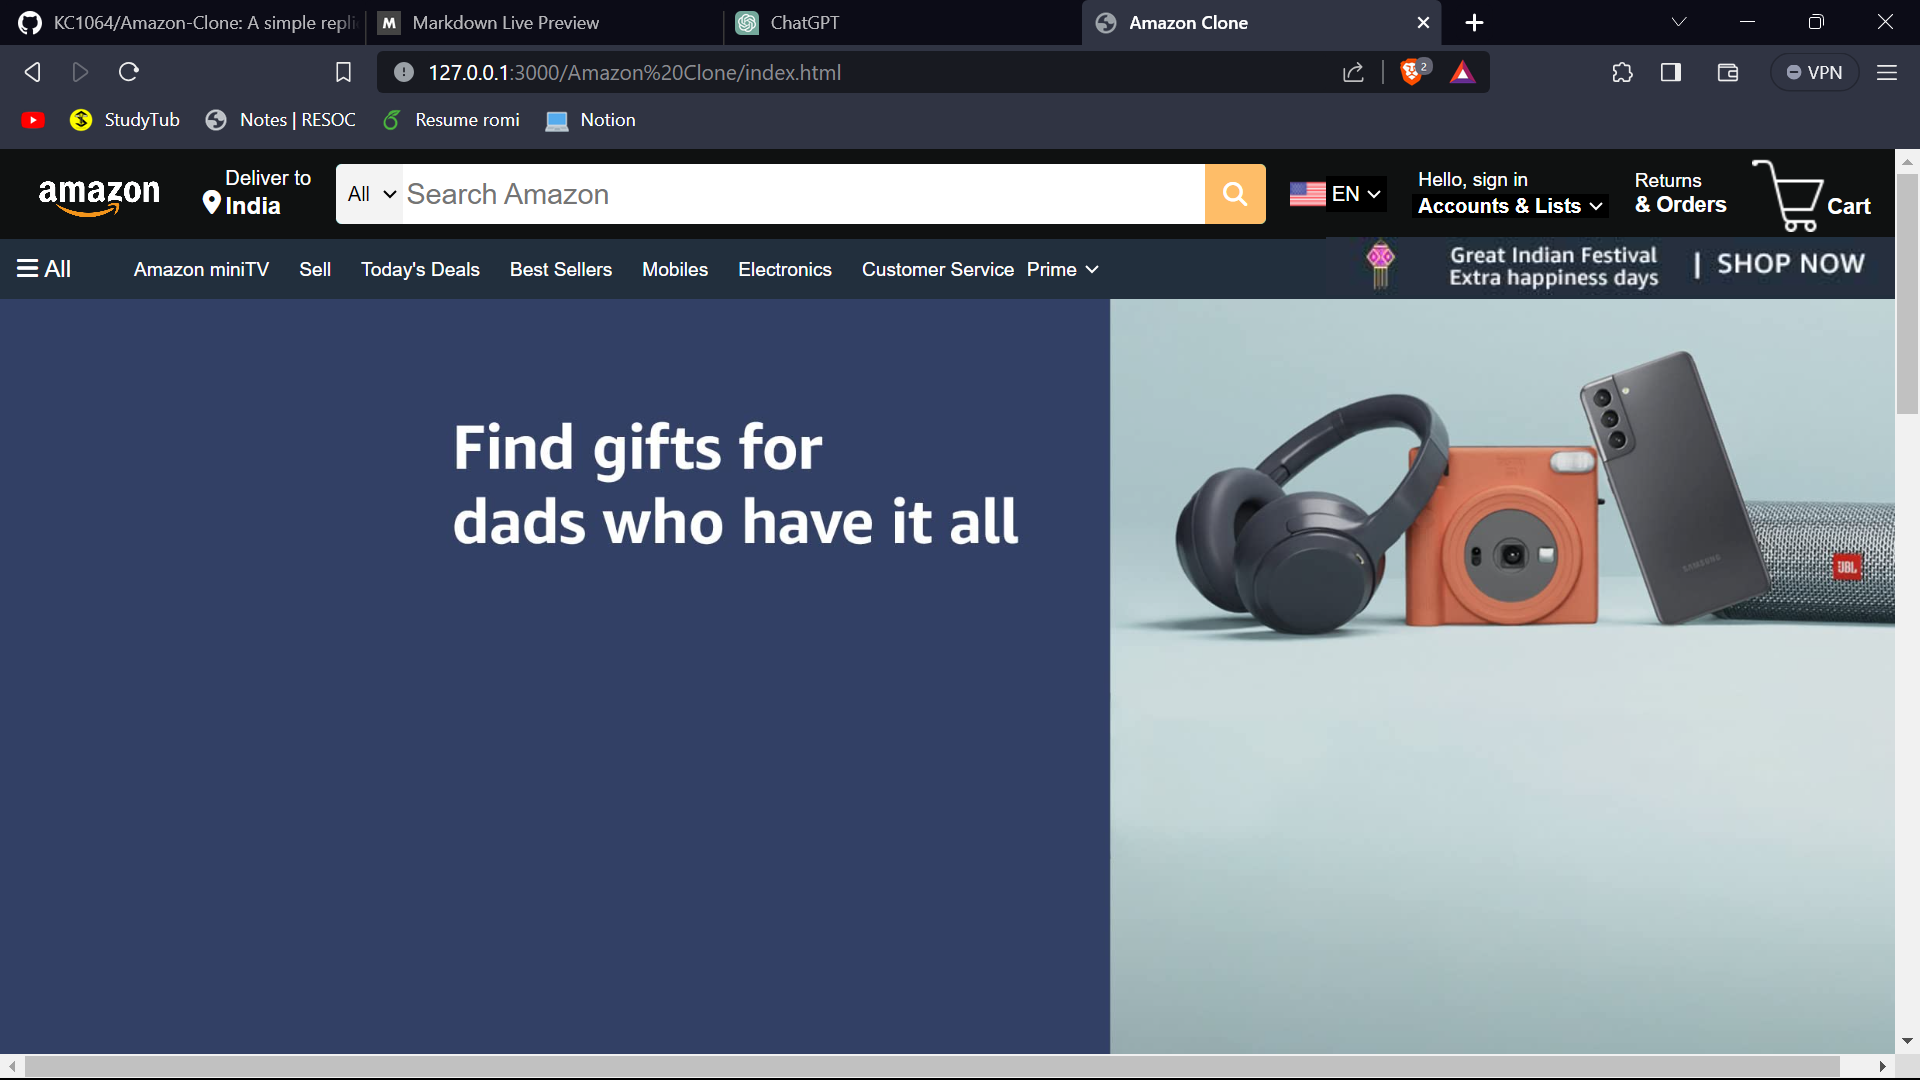 KC1064/Amazon-Clone: A simple repli
M Markdown Live Preview
ChatGPT
Amazon Clone
127.0.0.1:3000/Amazon%20Clone/index.html
2
VPN
StudyTub
Notes | RESOC
Resume romi
Notion
amazon
Deliver to
India
All
Search Amazon
EN
Hello, sign in
Accounts & Lists
Returns
& Orders
Cart
All
Amazon miniTV
Sell
Today's Deals
Best Sellers
Mobiles
Electronics
Customer Service
Prime
Great Indian Festival
Extra happiness days
| SHOP NOW
Find gifts for
dads who have it all
SAMSUNG
JBL